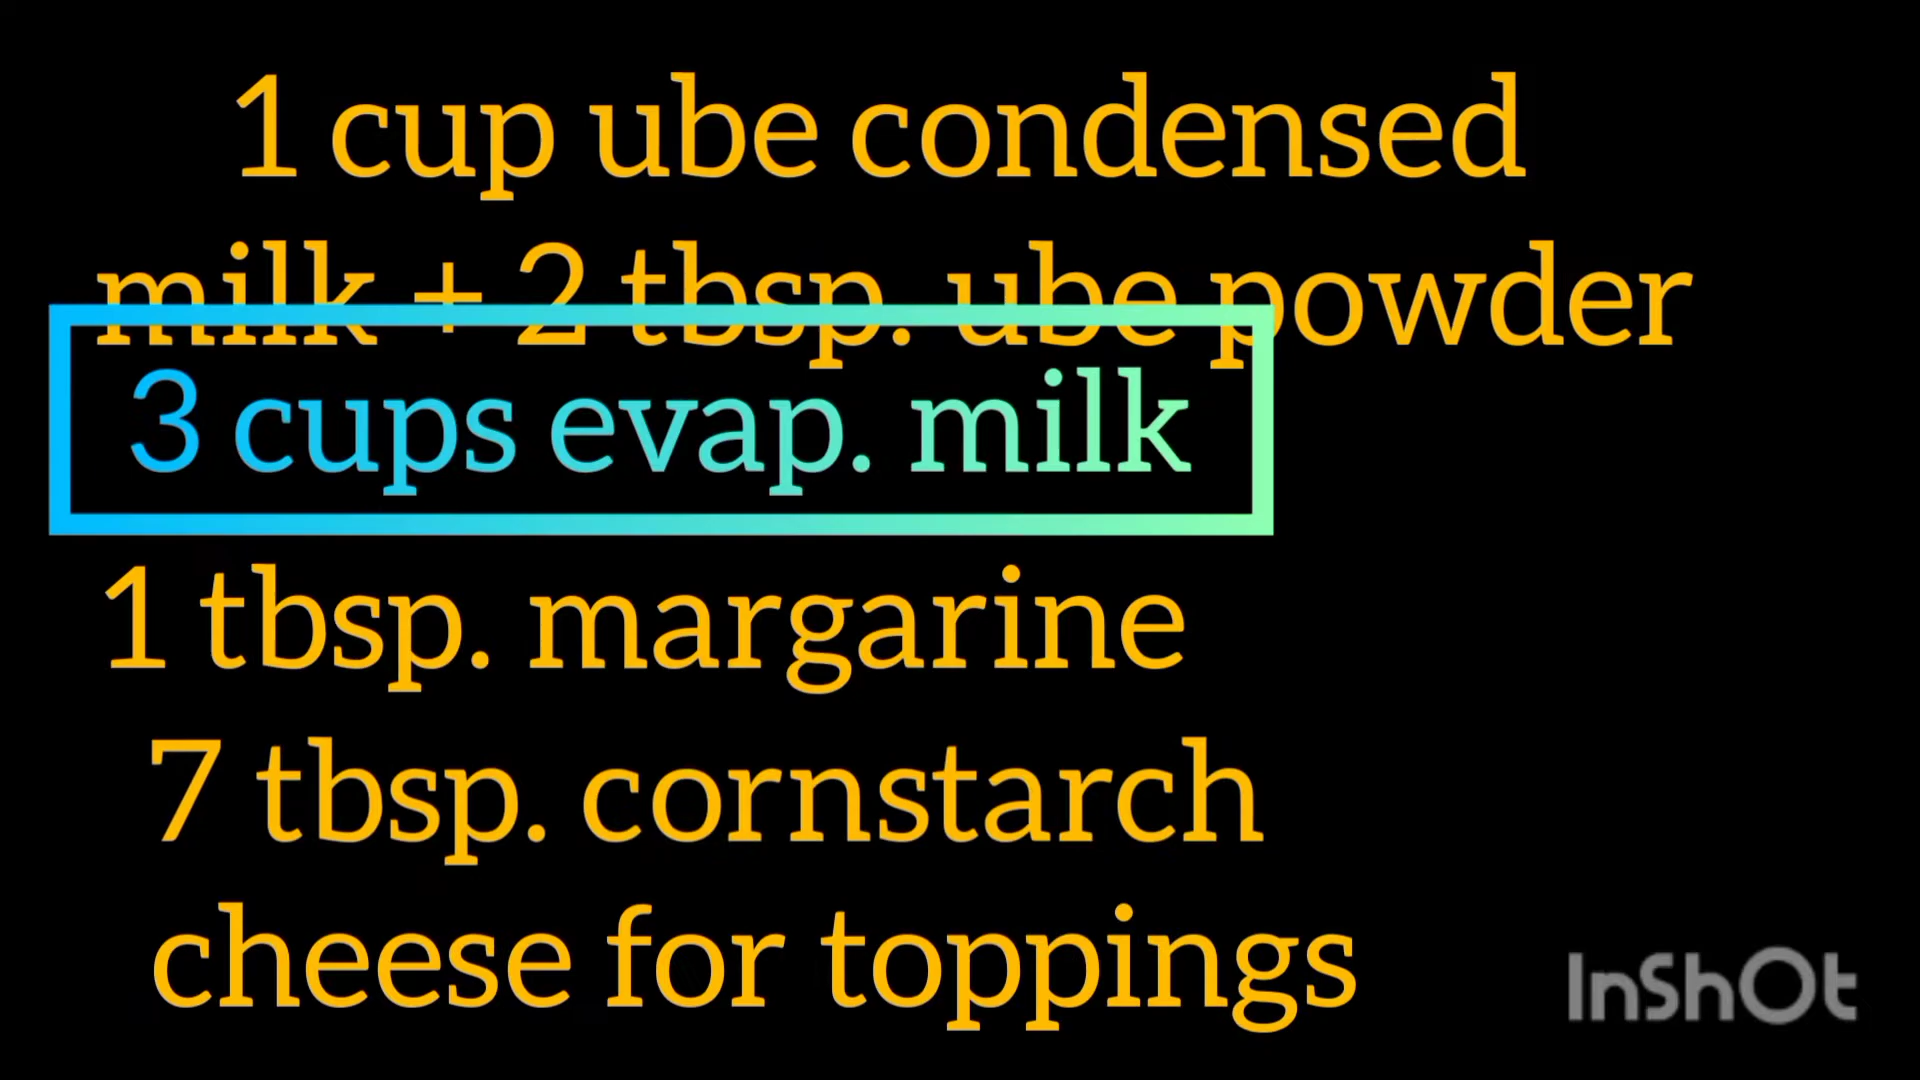 1 cup ube condensed
milk + 2 tbsp. ube powder
3 cups evap. milk
1 tbsp. margarine
7 tbsp. cornstarch
cheese for toppings
InShOt